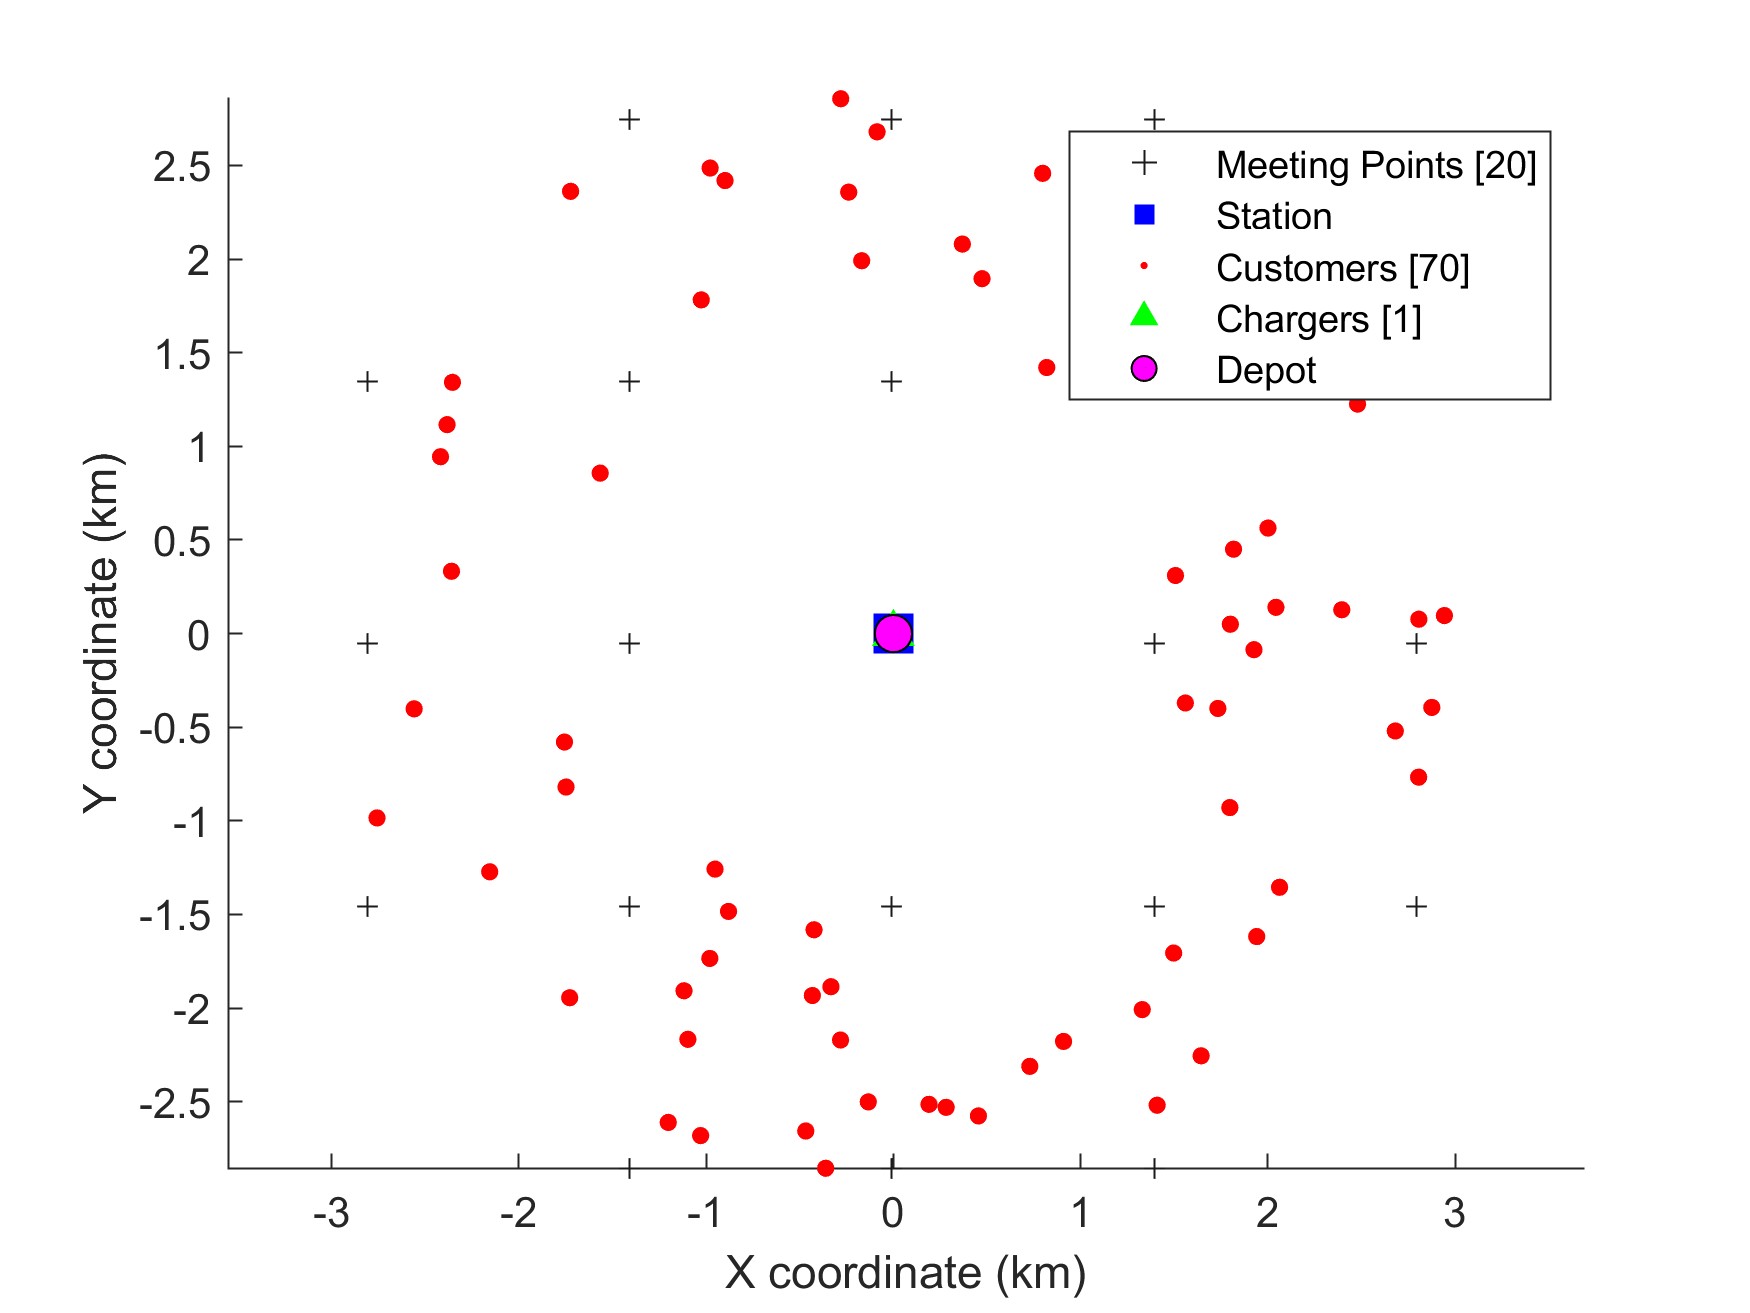 2.5
2
1.5
1
0.5
0
-0.5
-1
-1.5
-2
-2.5
Y coordinate (km)
Meeting Points [20]
Station
Customers [70]
Chargers [1]
Depot
-3 -2 -1 0 1 2 3
X coordinate (km)